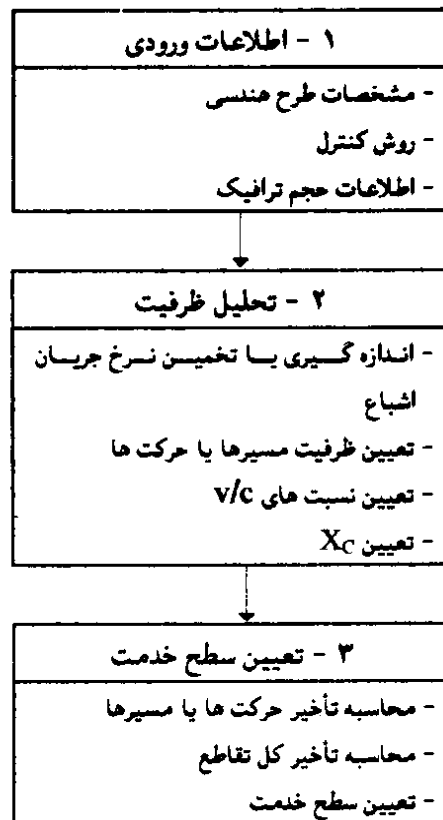 ۱ - اطلاعات ورودی
- مشخصات طرح هندسی
- روش کنترل
- اطلاعات حجم ترافیک
۲ - تحلیل ظرفیت
- اندازه گیری یا تخمین نرخ جریان
اشباع
- تعیین ظرفیت مسیرها یا حرکت ها
- تعیین نسبت های v/c
- تعیین Xc
۳ - تعیین سطح خدمت
- محاسبه تأخیر حرکت ها یا مسیرها
- محاسبه تأخیر کل تقاطع
- تعیین سطح خدمت